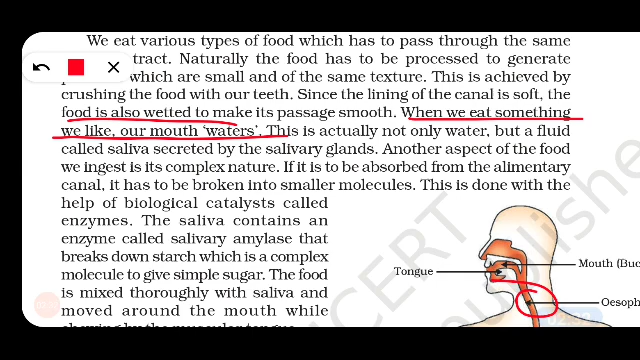 We eat various types of food which has to pass through the same
tract. Naturally the food has to be processed to generate
which are small and of the same texture. This is achieved by
crushing the food with our teeth. Since the lining of the canal is soft, the
food is also wetted to make its passage smooth. When we eat something
we like, our mouth ‘waters’. This is actually not only water, but a fluid
called saliva secreted by the salivary glands. Another aspect of the food
we ingest is its complex nature. If it is to be absorbed from the alimentary
canal, it has to be broken into smaller molecules. This is done with the
help of biological catalysts called
enzymes. The saliva contains an
enzyme called salivary amylase that
breaks down starch which is a complex
molecule to give simple sugar. The food
is mixed thoroughly with saliva and
moved around the mouth while
chewing by the muscular tongue.
Mouth (Buc
Tongue
Oesoph
NCERT